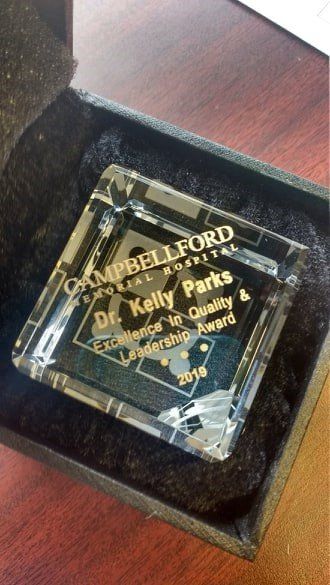 CAMPBELLFORD
MEMORIAL HOSPITAL
Dr. Kelly Parks
Excellence in Quality &
Leadership Award
2019